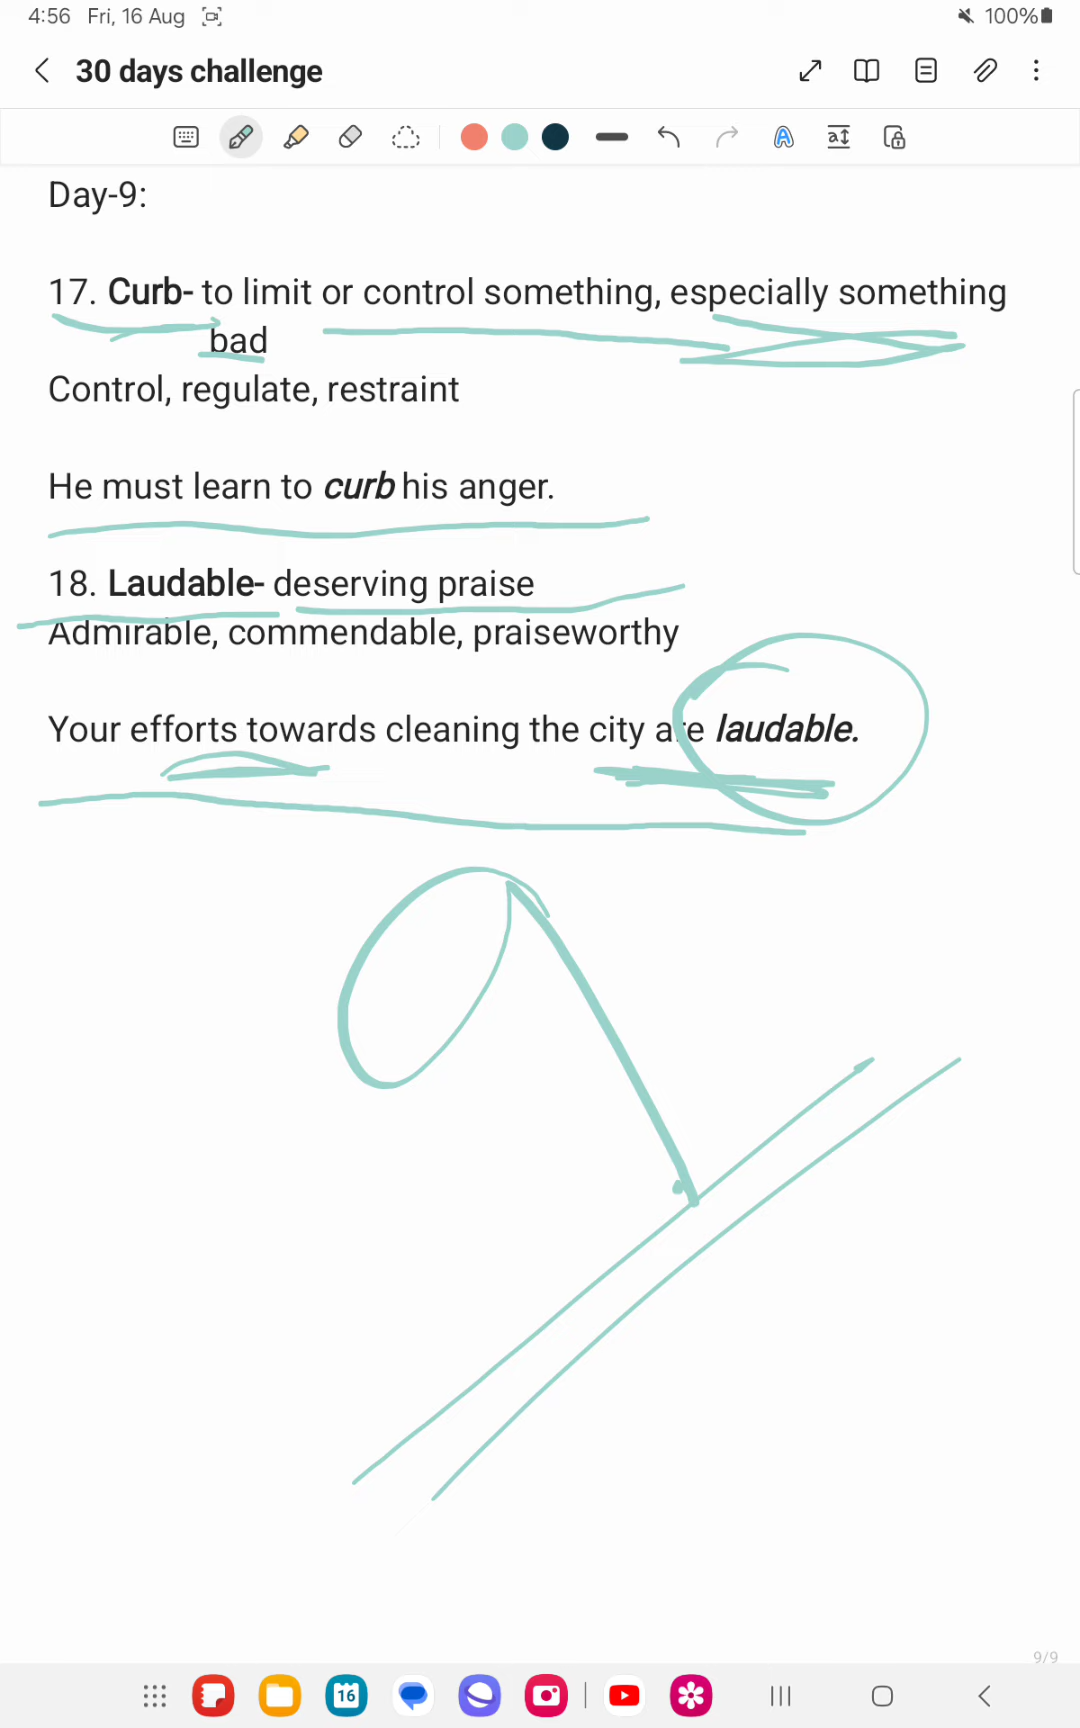 4:56 Fri, 16 Aug 100%
30 days challenge
Day-9:
17. Curb- to limit or control something, especially something
bad
Control, regulate, restraint
He must learn to curb his anger.
18. Laudable- deserving praise
Admirable, commendable, praiseworthy
Your efforts towards cleaning the city are laudable.
9/9
16